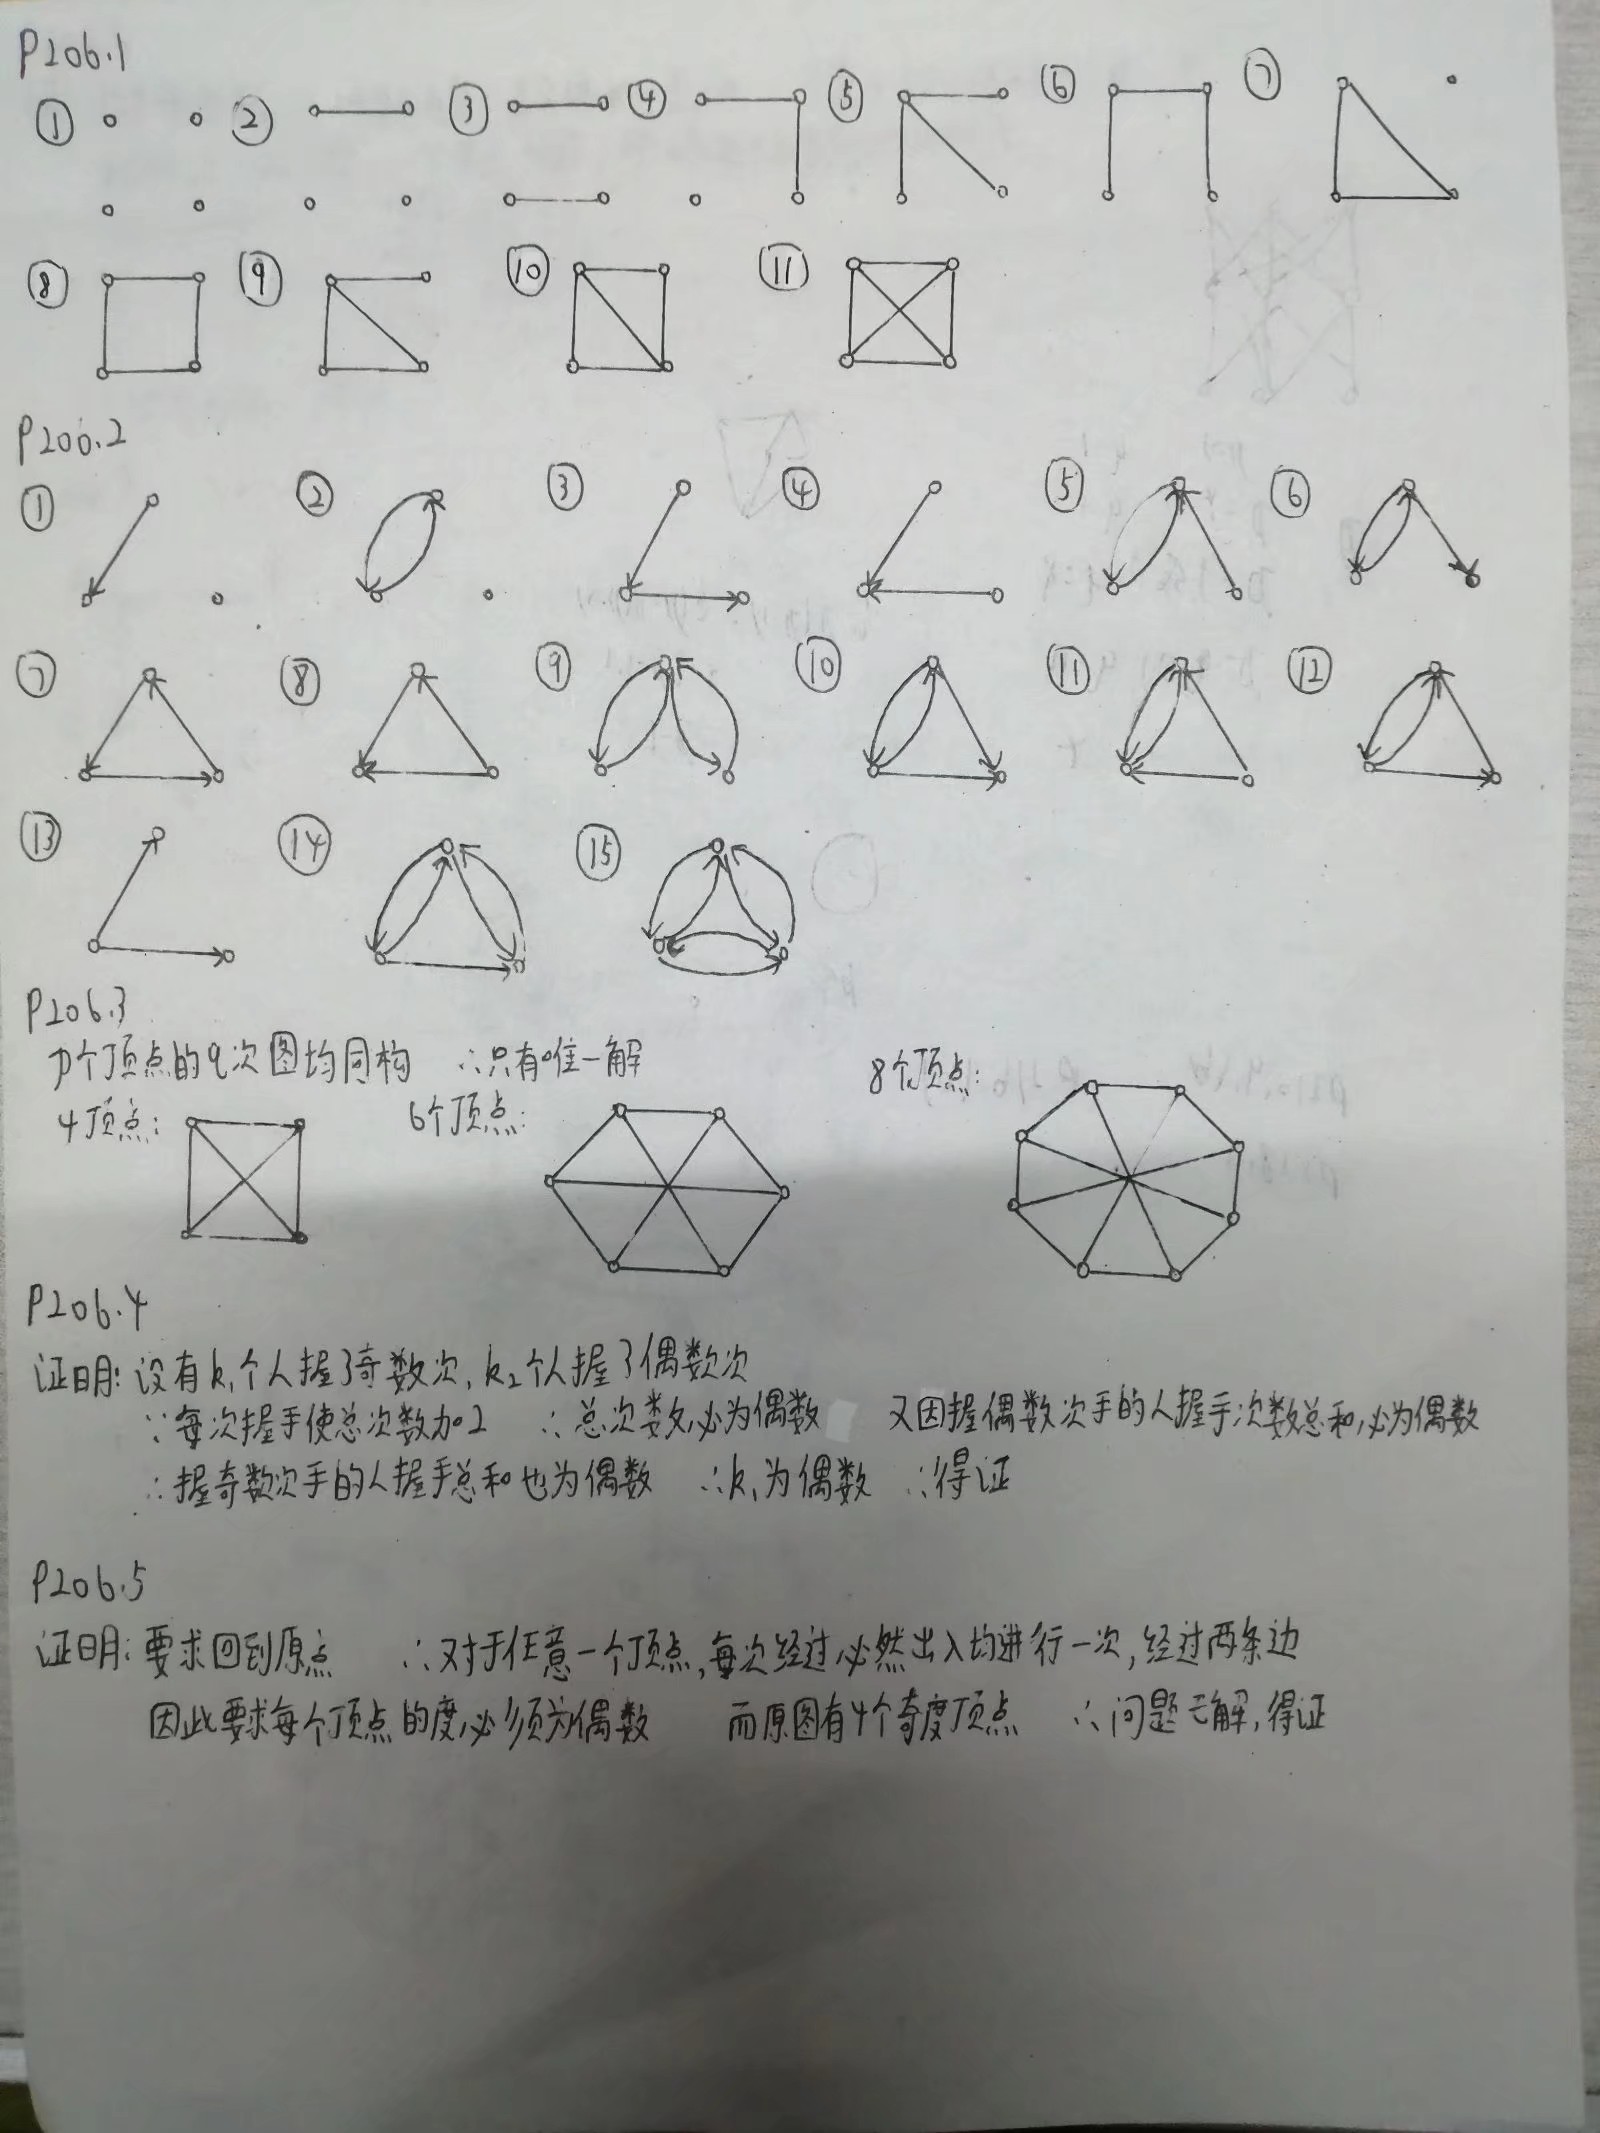 P206.1
① ② ③ ④ ⑤ ⑥ ⑦
⑧ ⑨ ⑩ ⑪
P206.2
① ② ③ ④ ⑤ ⑥
⑦ ⑧ ⑨ ⑩ ⑪ ⑫
⑬ ⑭ ⑮
P206.3
p个顶点的q次图均同构 ∴只有唯一解
4顶点: 6个顶点: 8个顶点:
P206.4
证明: 设有k₁个人握了奇数次, k₂个人握了偶数次
∵每次握手使总次数加2 ∴总次数必为偶数 又因握偶数次手的人握手次数总和必为偶数
∴握奇数次手的人握手总和也为偶数 ∴k₁为偶数 ∴得证
P206.5
证明: 要求回到原点 ∴对于任意一个顶点, 每次经过必然出入均进行一次, 经过两条边
因此要求每个顶点的度必须为偶数 而原图有4个奇度顶点 ∴问题无解, 得证